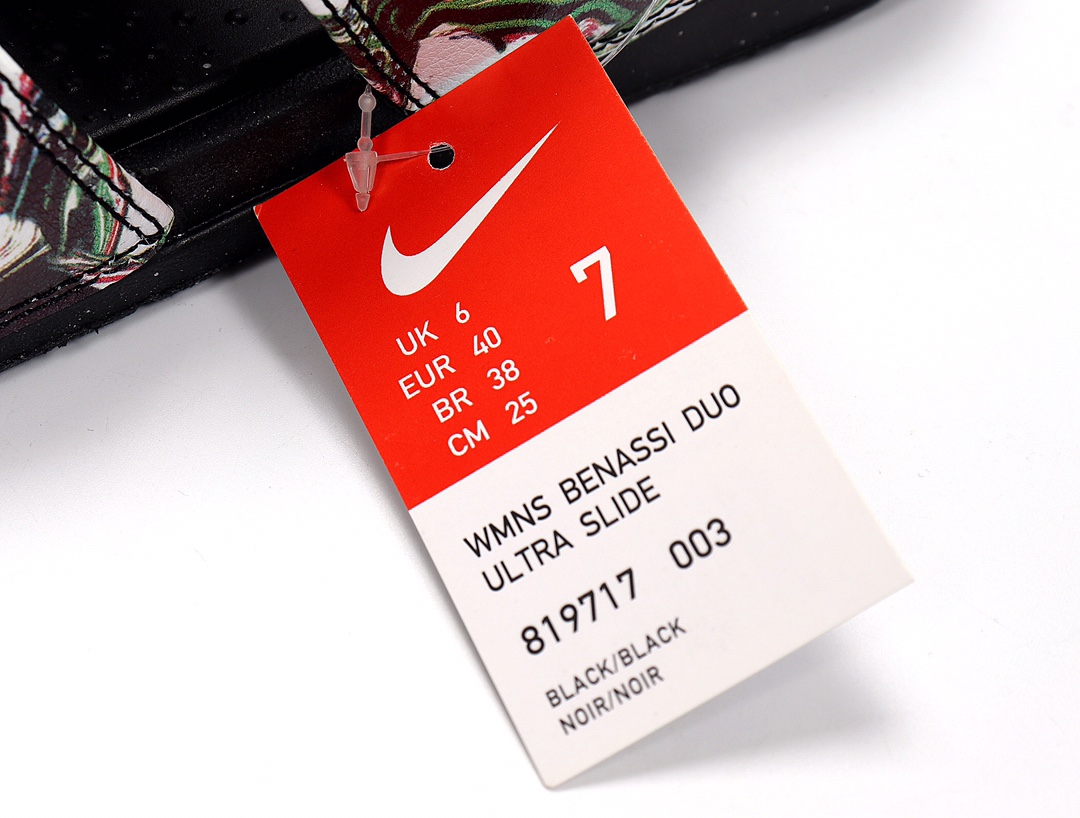 7
UK 6
EUR 40
BR 38
CM 25
WMNS BENASSI DUO
ULTRA SLIDE
819717 003
BLACK/BLACK
NOIR/NOIR